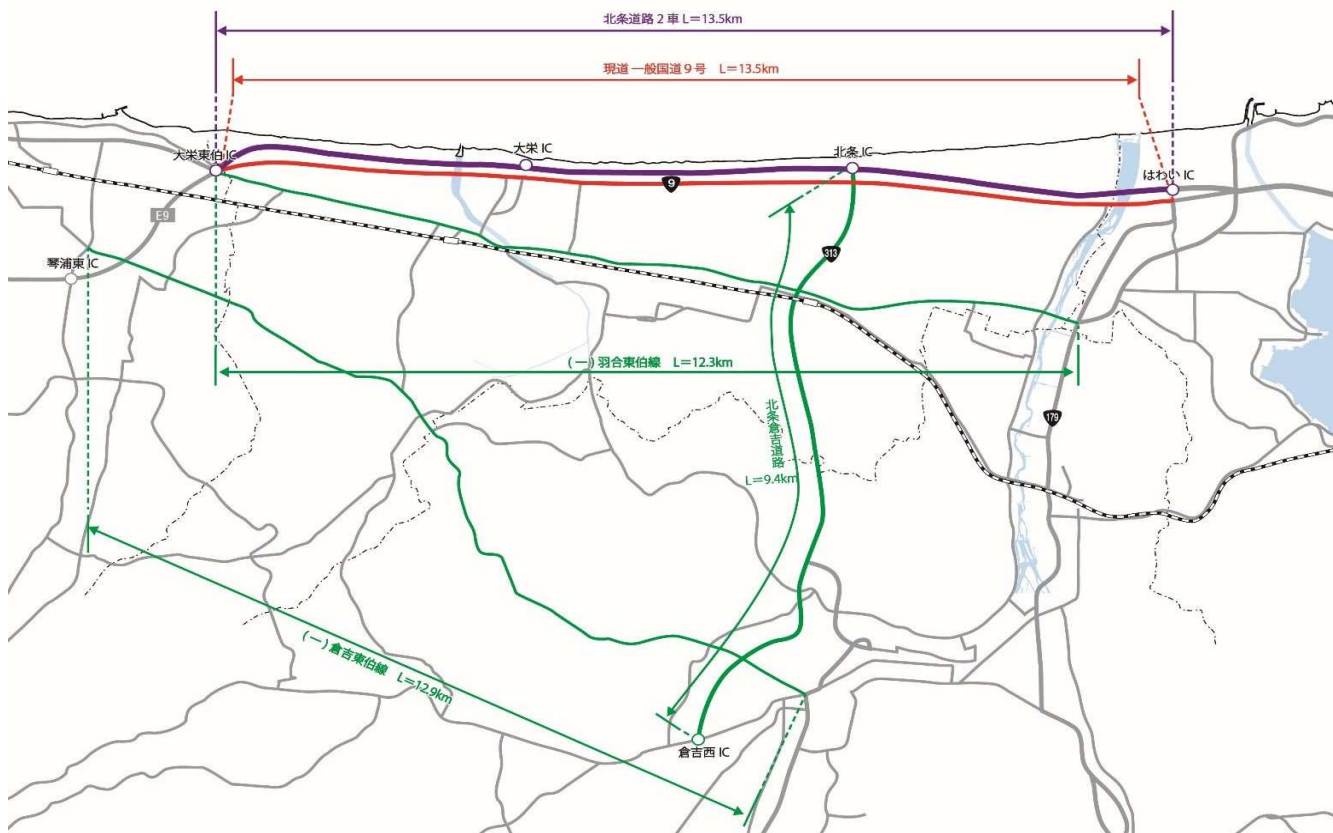 北条道路2車 L=13.5km
現道 一般国道9号 L=13.5km
大栄東伯 IC
大栄 IC
北条 IC
はわい IC
9
E9
313
琴浦東 IC
(一)羽合東伯線 L=12.3km
北条倉吉道路
L=9.4km
179
(一)倉吉東伯線 L=12.9km
倉吉西 IC